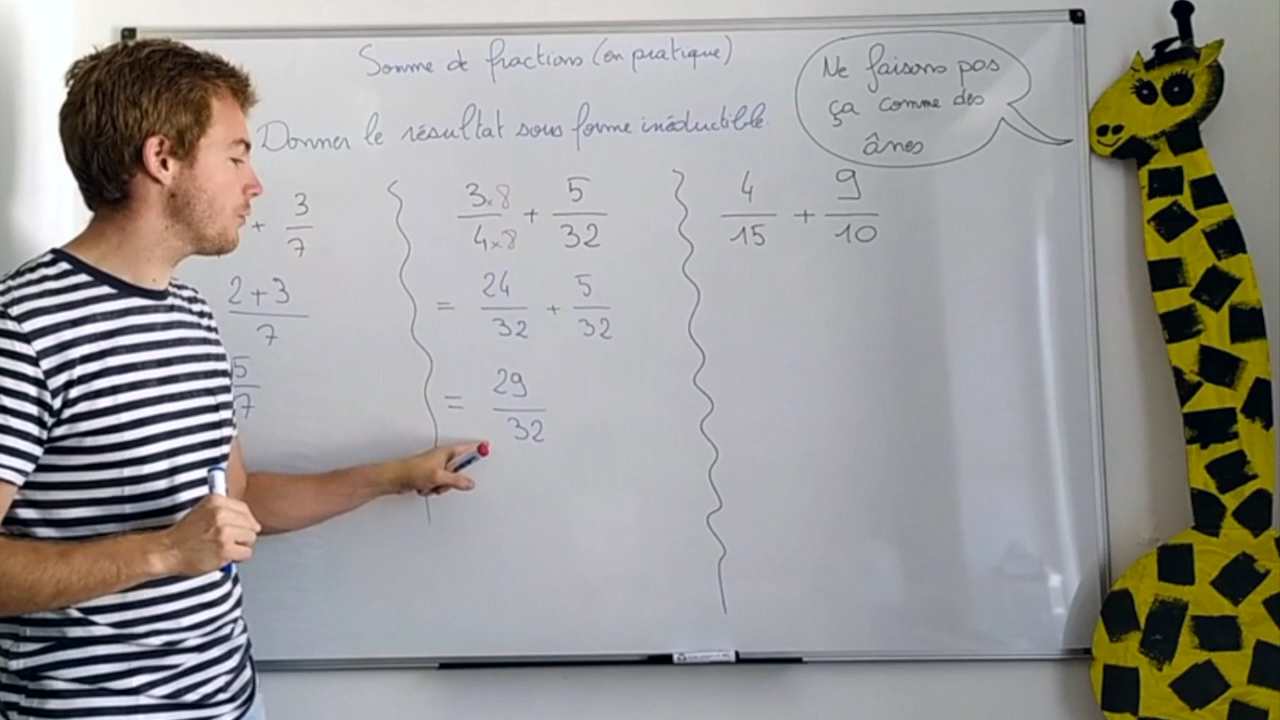 Somme de fractions (en pratique)
Donner le résultat sous forme iréductible.
Ne faisons pas
ça comme des
ânes
+ 3/7
2+3/7
5/7
3×8/4×8 + 5/32
= 24/32 + 5/32
= 29/32
4/15 + 9/10